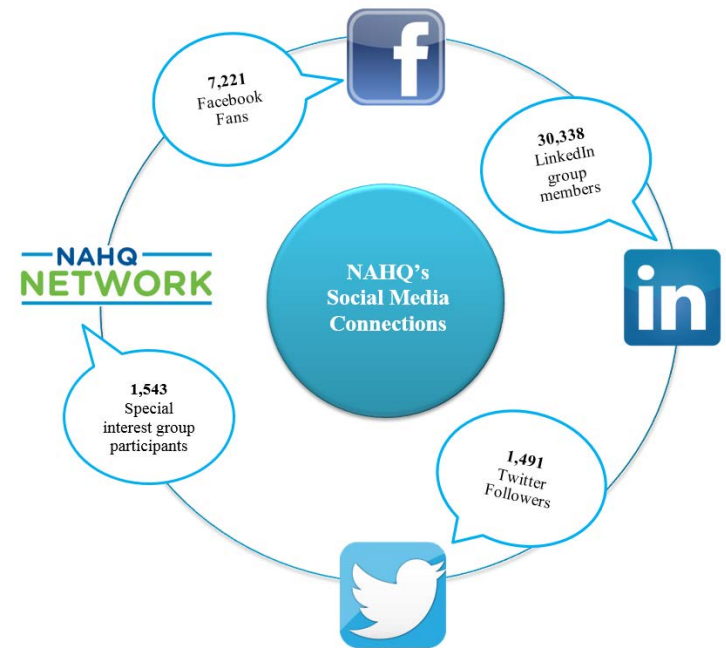 f
7,221
Facebook
Fans
30,338
LinkedIn
group
members
NAHQ
NETWORK
NAHQ's
Social Media
Connections
in
1,543
Special
interest group
participants
1,491
Twitter
Followers